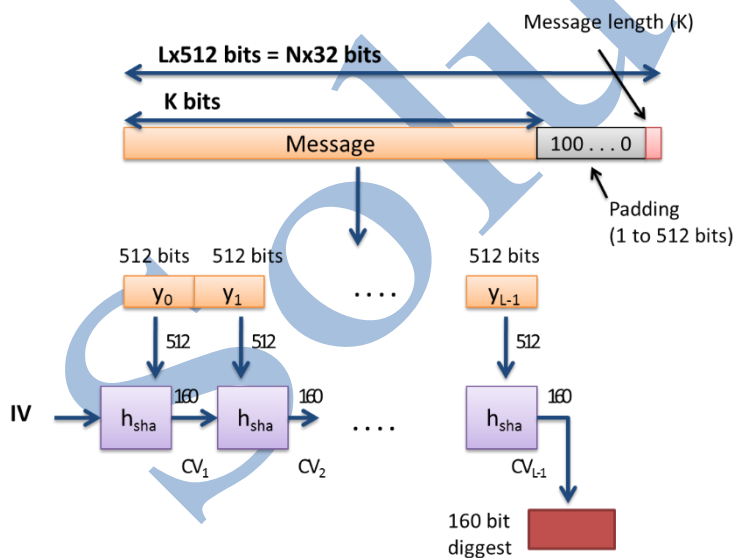 Message length (K)
Lx512 bits = Nx32 bits
K bits
Message
100 . . . 0
Padding
(1 to 512 bits)
512 bits
512 bits
512 bits
y0
y1
. . . .
yL-1
512
512
512
IV
hsha
160
hsha
160
. . . .
hsha
160
CV1
CV2
CVL-1
160 bit
diggest